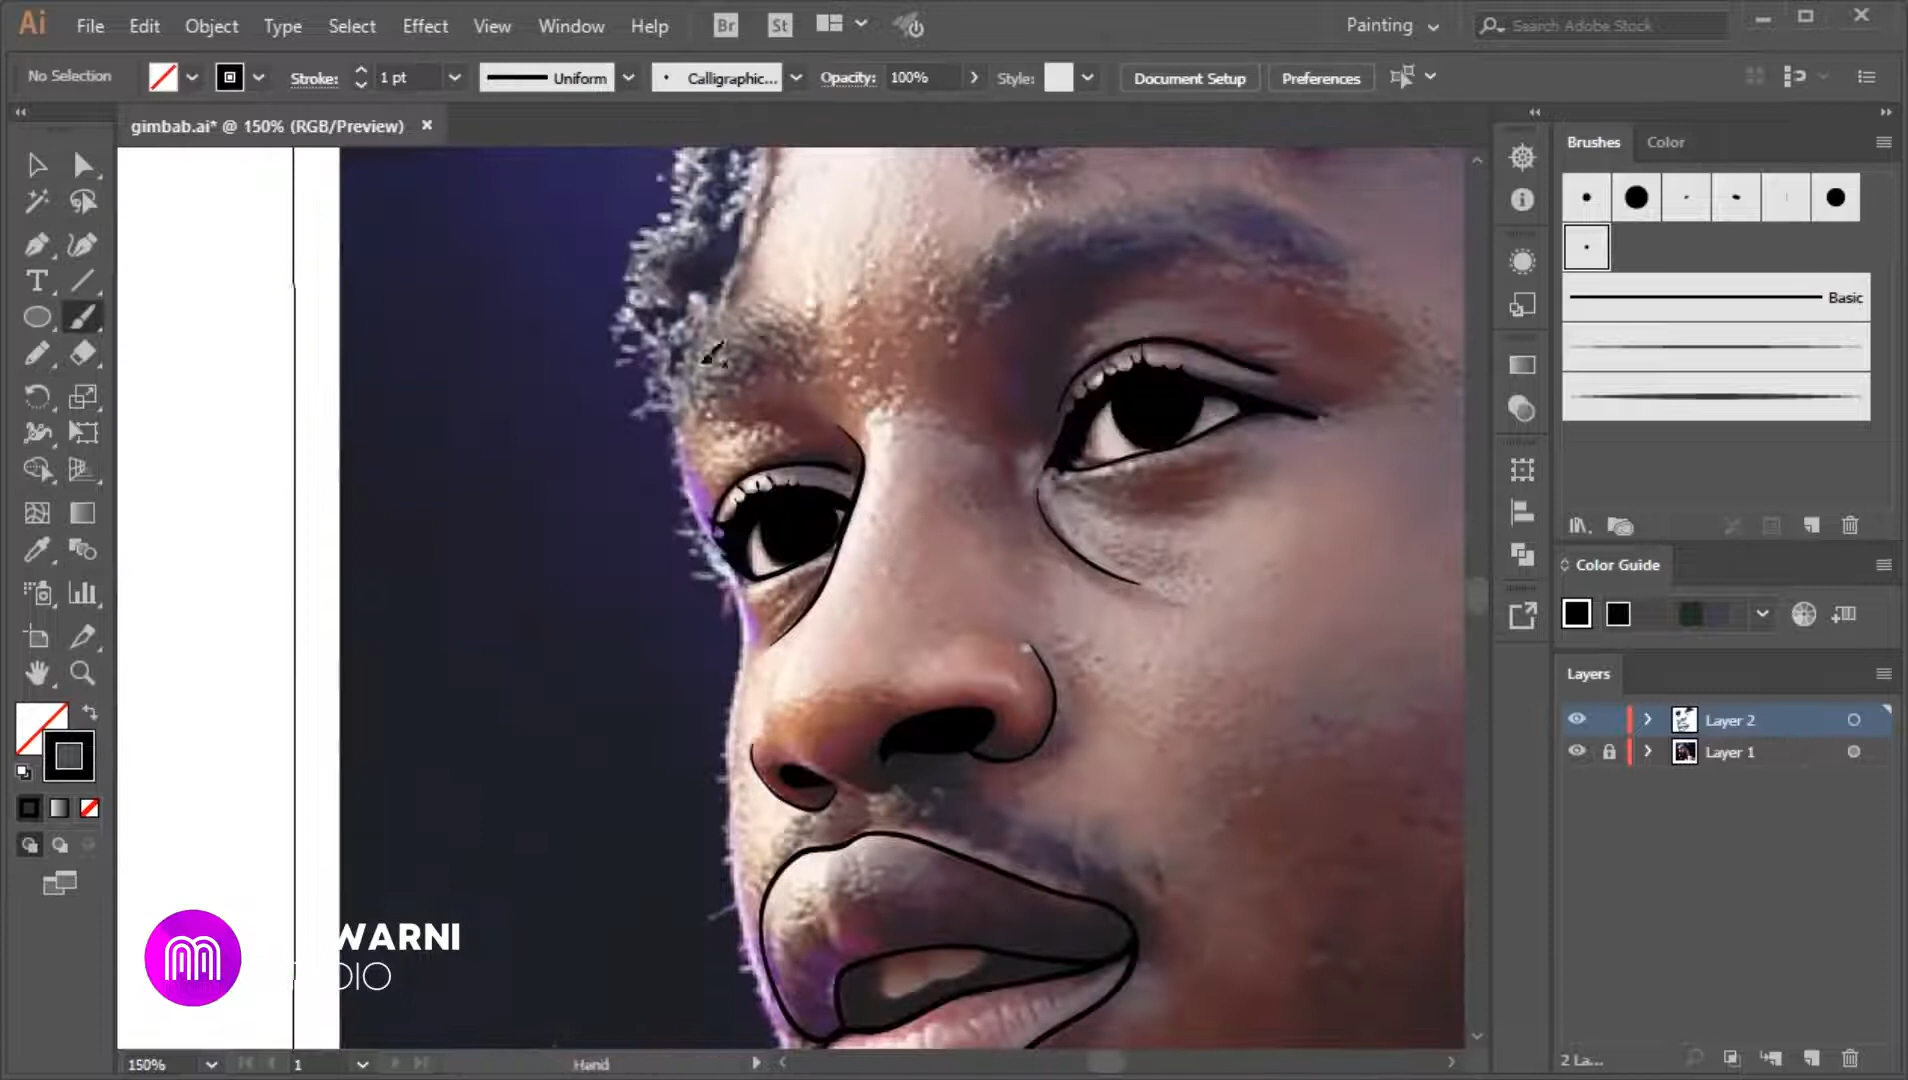 Ai File Edit Object Type Select Effect View Window Help Br St Painting Search Adobe Stock
No Selection Stroke: 1 pt Uniform Calligraphic... Opacity: 100% Style: Document Setup Preferences
gimbab.ai* @ 150% (RGB/Preview)
Brushes Color
Basic
Color Guide
Layers
Layer 2
Layer 1
WARNI
DIO
150% 1 Hand 2 La...